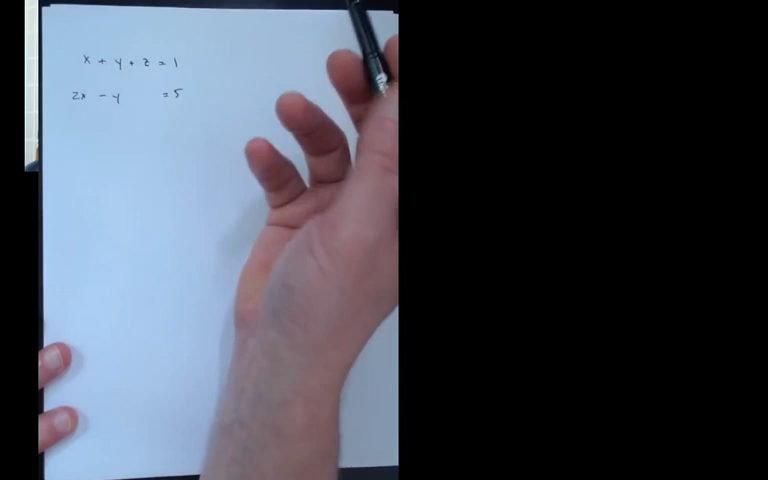 x + y + z = 1
2x - y = 5